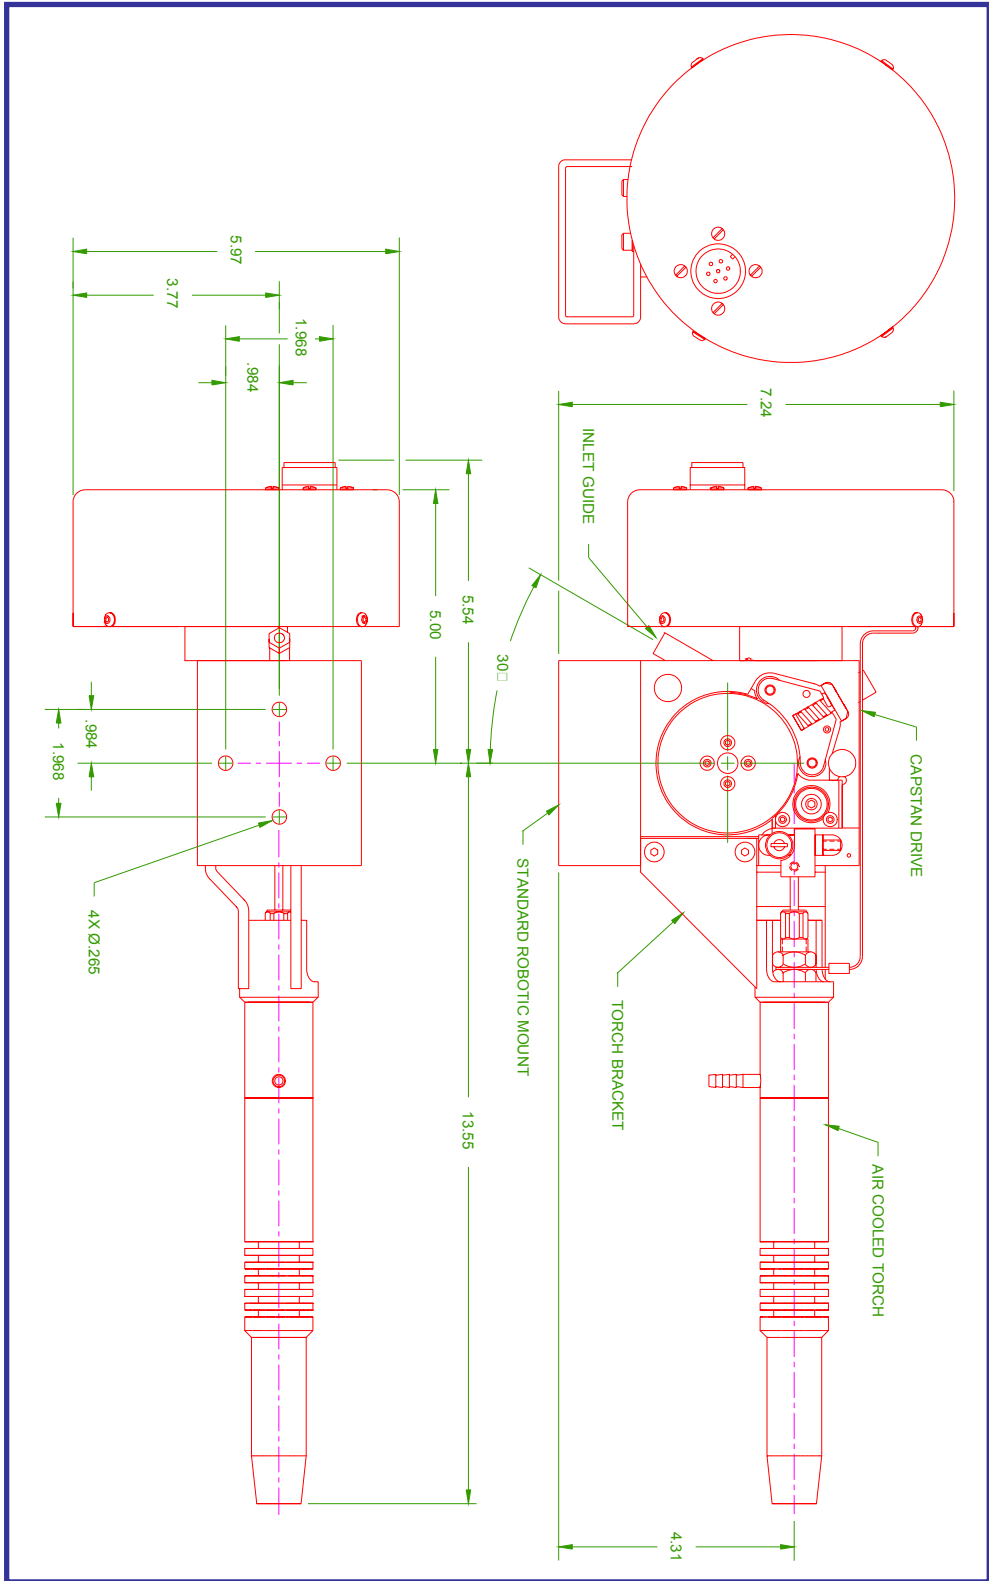 5.97
3.77
1.968
.984
7.24
INLET GUIDE
5.54
5.00
30□
.984
1.968
CAPSTAN DRIVE
4X Ø.265
STANDARD ROBOTIC MOUNT
TORCH BRACKET
13.55
AIR COOLED TORCH
4.31